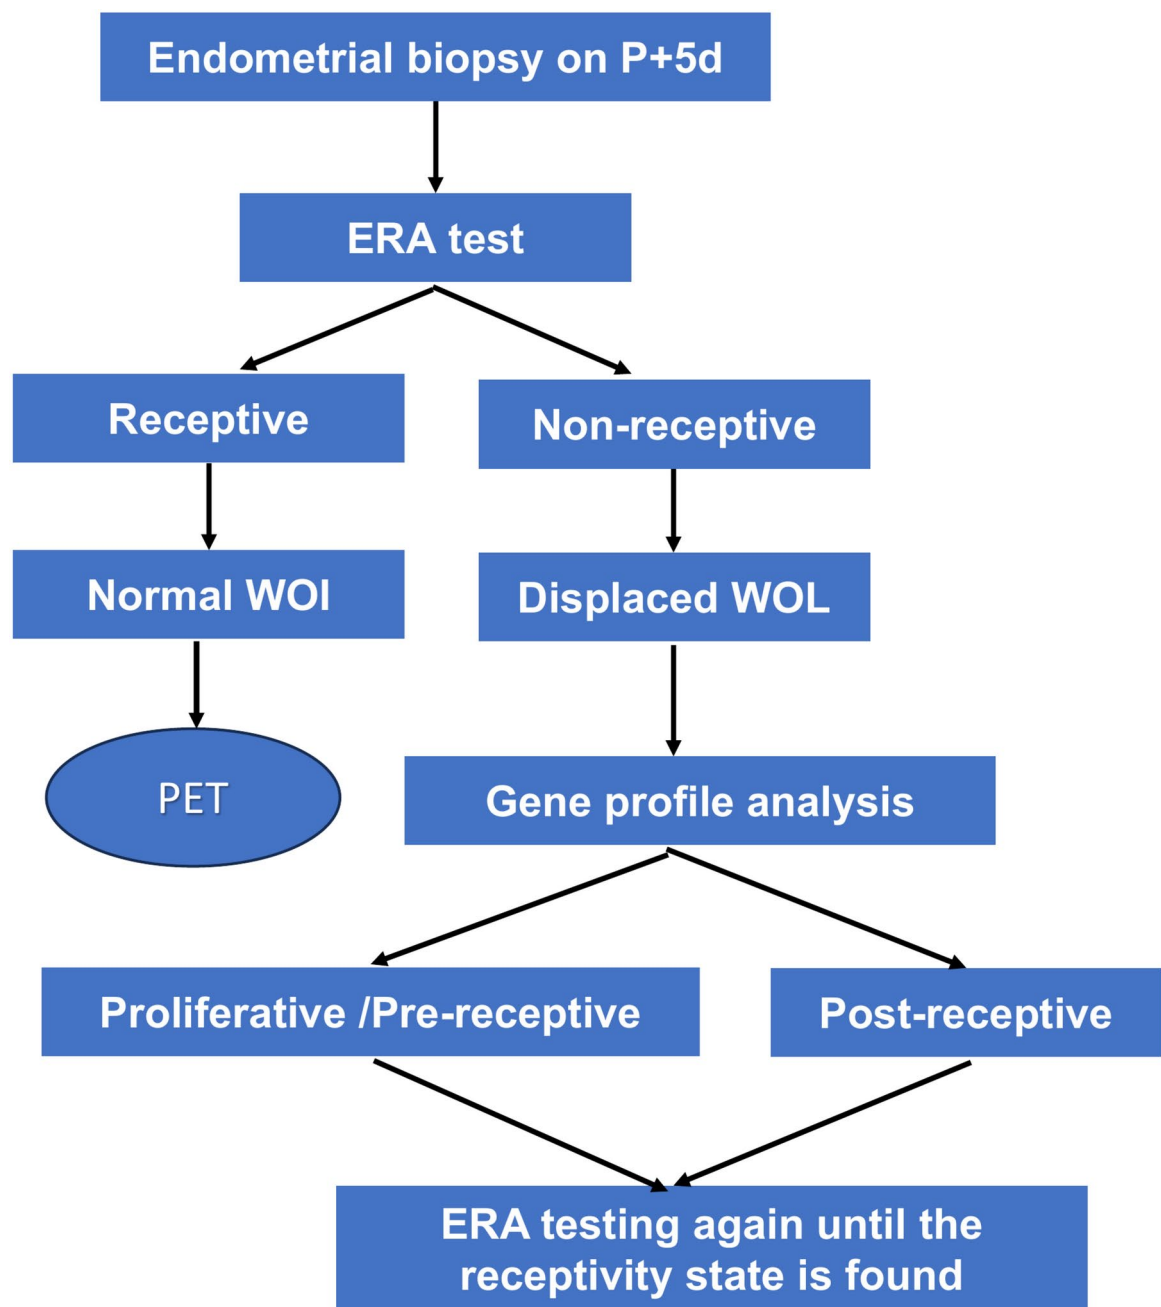 Endometrial biopsy on P+5d
ERA test
Receptive
Non-receptive
Normal WOI
Displaced WOL
PET
Gene profile analysis
Proliferative /Pre-receptive
Post-receptive
ERA testing again until the
receptivity state is found